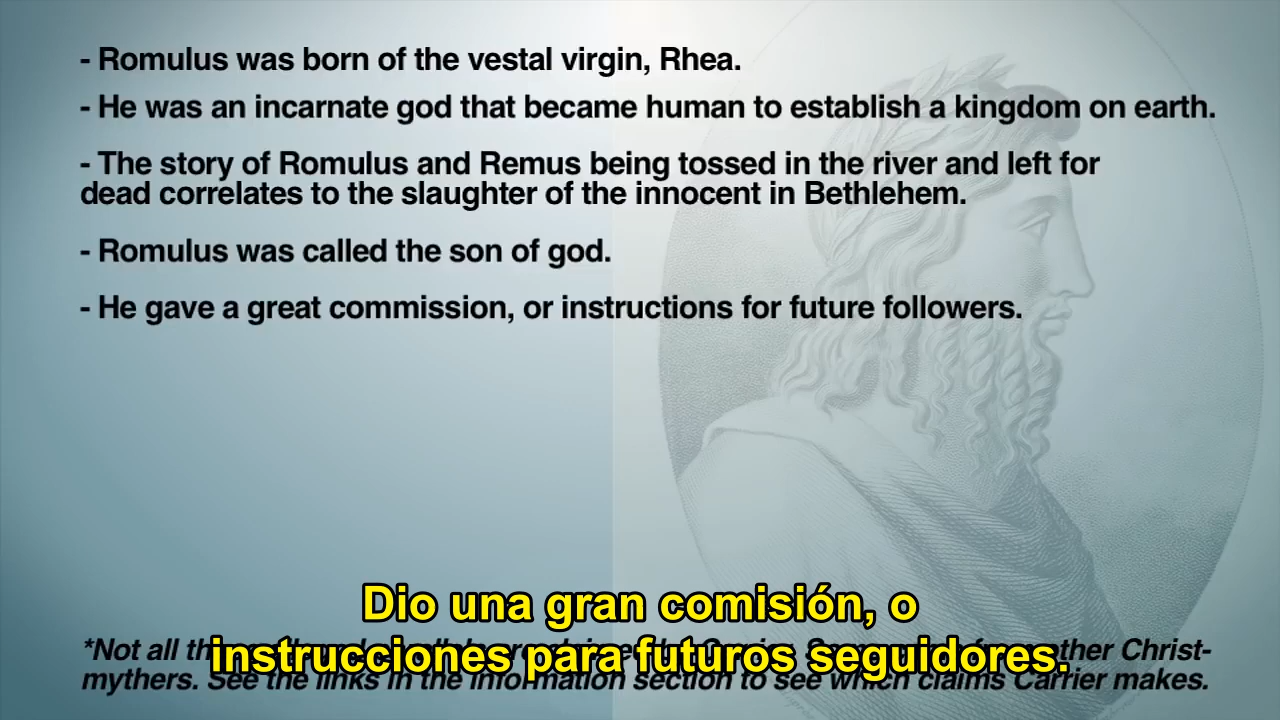 - Romulus was born of the vestal virgin, Rhea.
- He was an incarnate god that became human to establish a kingdom on earth.
- The story of Romulus and Remus being tossed in the river and left for
dead correlates to the slaughter of the innocent in Bethlehem.
- Romulus was called the son of god.
- He gave a great commission, or instructions for future followers.
Dio una gran comisión, o
instrucciones para futuros seguidores.
*Not all other Christ-
mythers. See the links in the information section to see which claims Carrier makes.